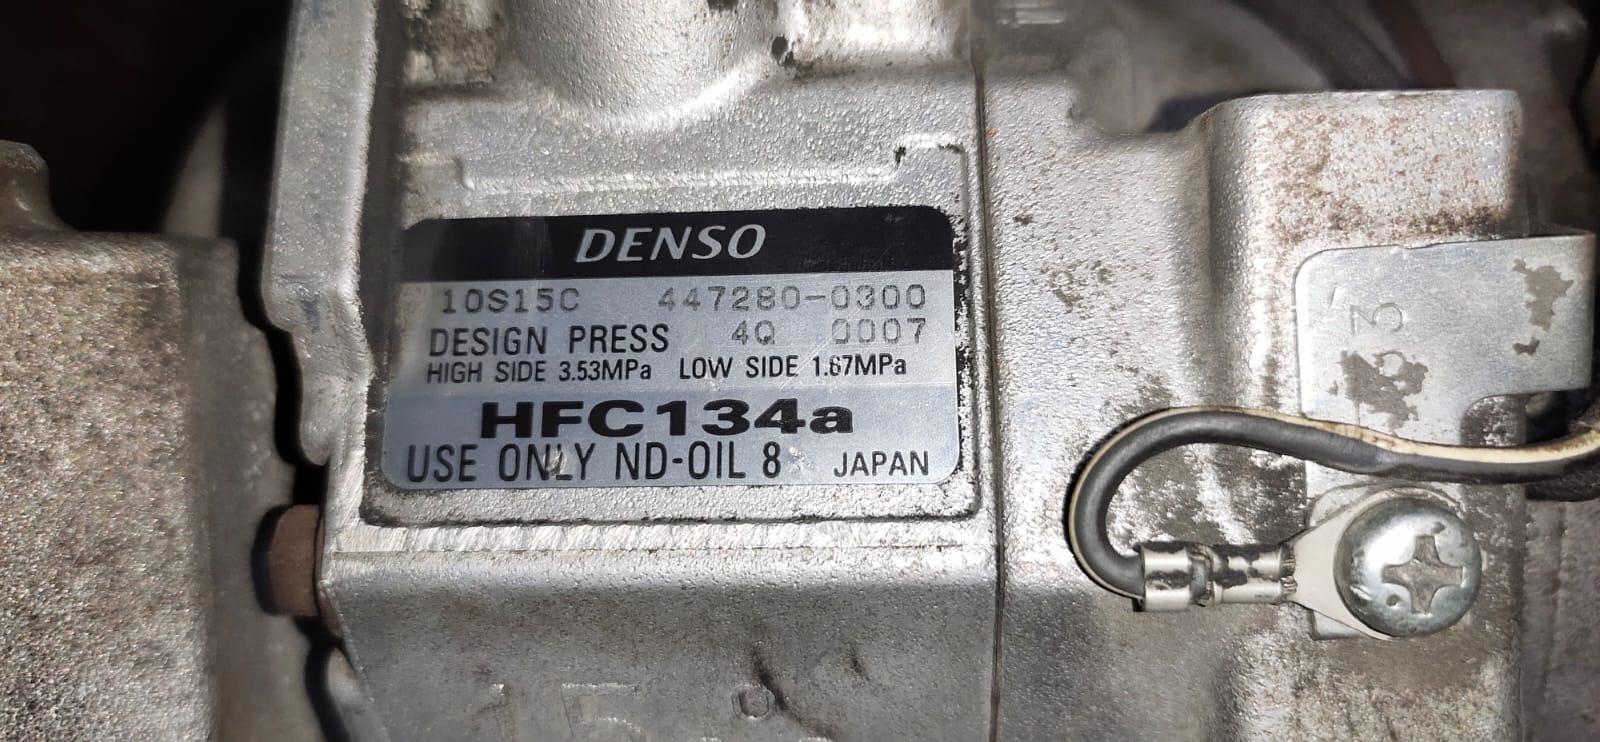 DENSO
10S15C 447280-0300
DESIGN PRESS 4Q 0007
HIGH SIDE 3.53MPa LOW SIDE 1.67MPa
HFC134a
USE ONLY ND-OIL 8 JAPAN